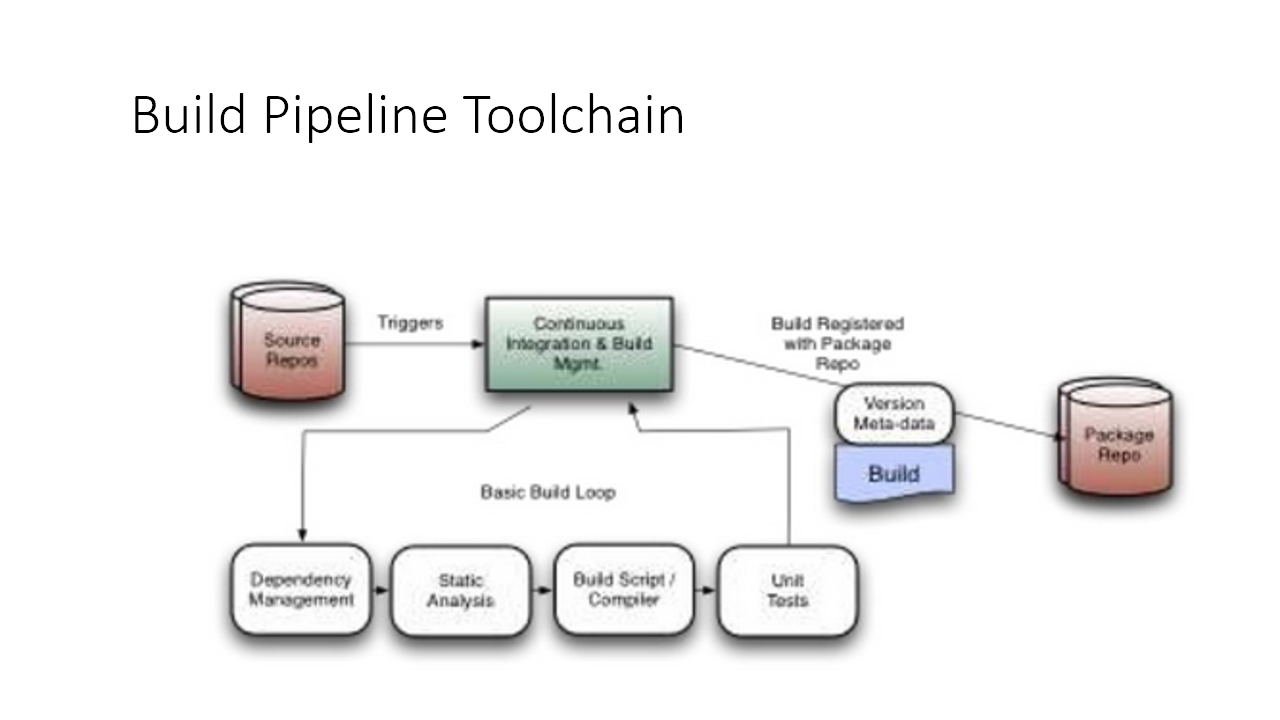 Build Pipeline Toolchain
Source
Repos
Triggers
Continuous
Integration & Build
Mgmt.
Build Registered
with Package
Repo
Version
Meta-data
Build
Package
Repo
Basic Build Loop
Dependency
Management
Static
Analysis
Build Script /
Compiler
Unit
Tests